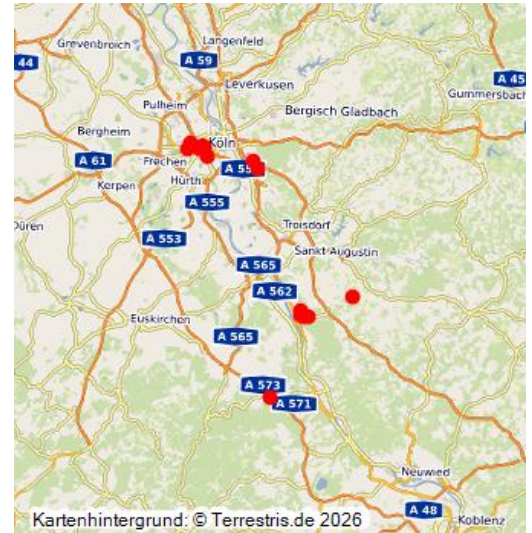 Langenfeld
Grevenbroich
44
A 59
A 45
Leverkusen
Gummersbach
Pulheim
Bergisch Gladbach
Bergheim
Köln
A 61
Frechen
A 55
Kerpen
Hürth
A 555
Düren
A 553
Troisdorf
Sankt Augustin
A 565
A 562
Euskirchen
A 565
A 573
A 571
Neuwied
A 48
Koblenz
Kartenhintergrund: © Terrestris.de 2026